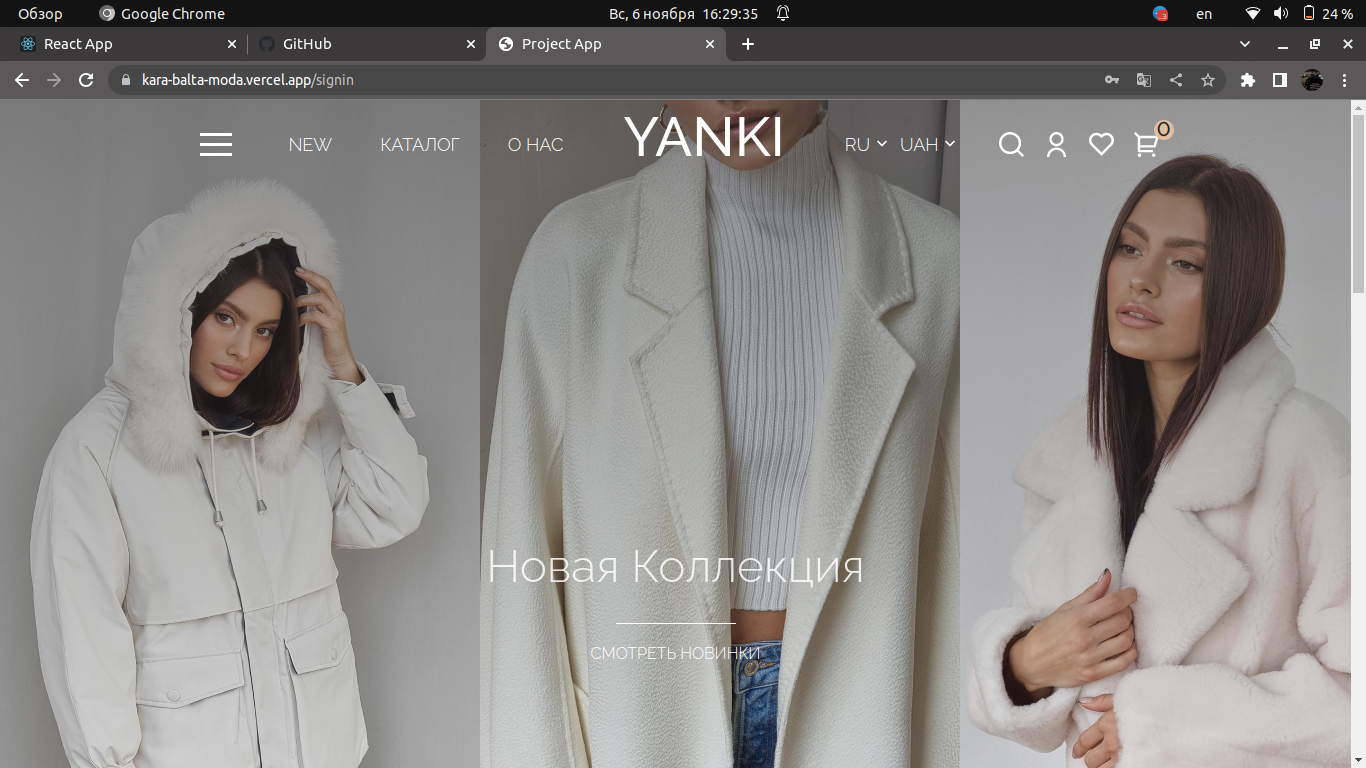 Обзор Google Chrome Вс, 6 ноября 16:29:35 en 24 %
React App GitHub Project App
kara-balta-moda.vercel.app/signin
NEW КАТАЛОГ О НАС YANKI RU UAH 0
Новая Коллекция
СМОТРЕТЬ НОВИНКИ